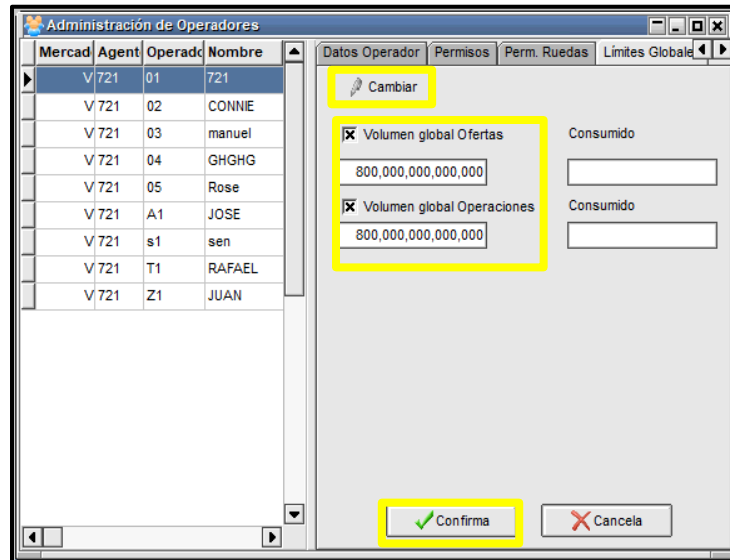 Administración de Operadores
Mercad Agent Operado Nombre
V 721 01 721
V 721 02 CONNIE
V 721 03 manuel
V 721 04 GHGHG
V 721 05 Rose
V 721 A1 JOSE
V 721 s1 sen
V 721 T1 RAFAEL
V 721 Z1 JUAN
Datos Operador Permisos Perm. Ruedas Límites Globale
Cambiar
Volumen global Ofertas Consumido
800,000,000,000,000
Volumen global Operaciones Consumido
800,000,000,000,000
Confirma Cancela